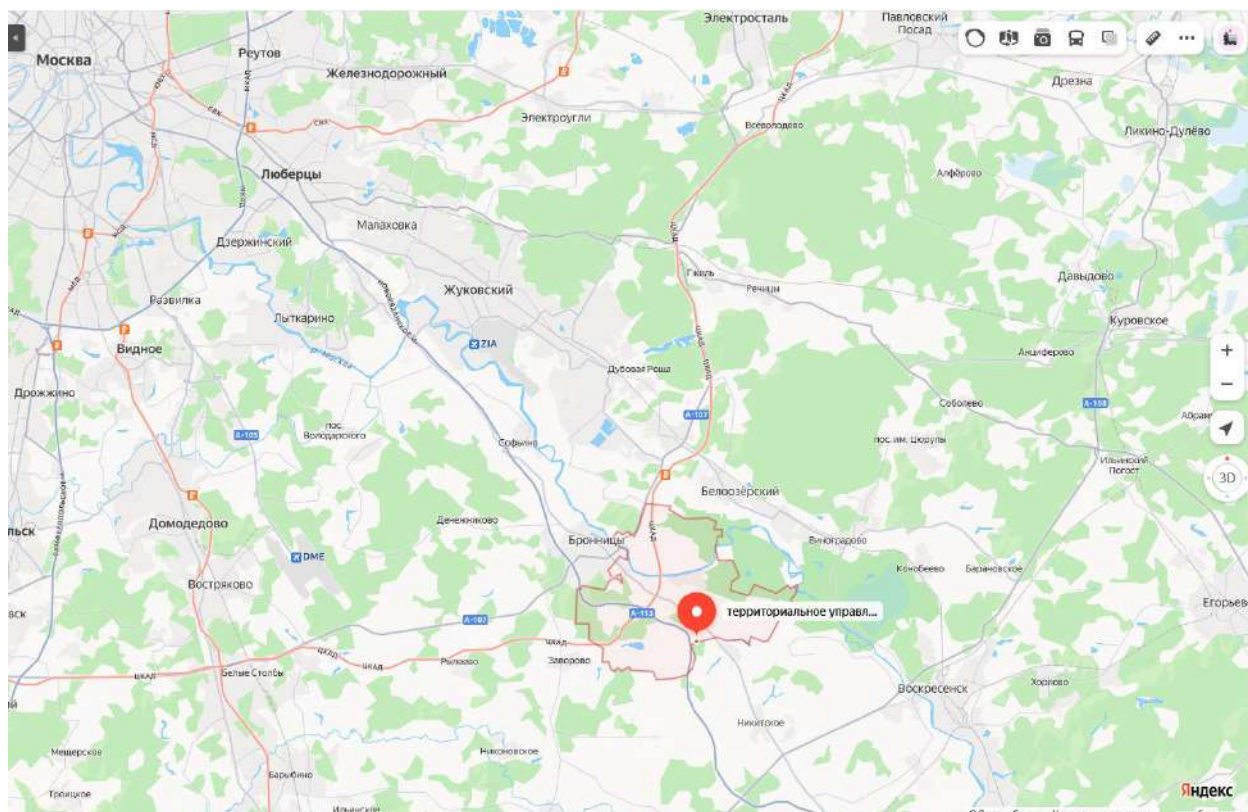 Москва
Реутов
Железнодорожный
Электроугли
Электросталь
Павловский
Посад
Дрезна
Ликино-Дулёво
Всеволодово
Алфёрово
Люберцы
Малаховка
Дзержинский
Жуковский
Гжель
Речицы
Давыдово
Куровское
Развилка
Лыткарино
Видное
ZIA
Дубовая Роща
Анциферово
Дрожжино
A-105
пос.
Володарского
Софьино
A-107
Соболево
A-108
пос. им. Цюрупы
Ильинский
Погост
3D
Белоозёрский
Домодедово
Денежниково
Бронницы
Виноградово
DME
Востряково
Конобеево
Барановское
A-113
территориальное управл...
A-107
ЦКАД
Белые Столбы
Рылеево
Заворово
Воскресенск
Хорлово
Никитское
Мещерское
Никоновское
Барыбино
Троицкое
Яндекс